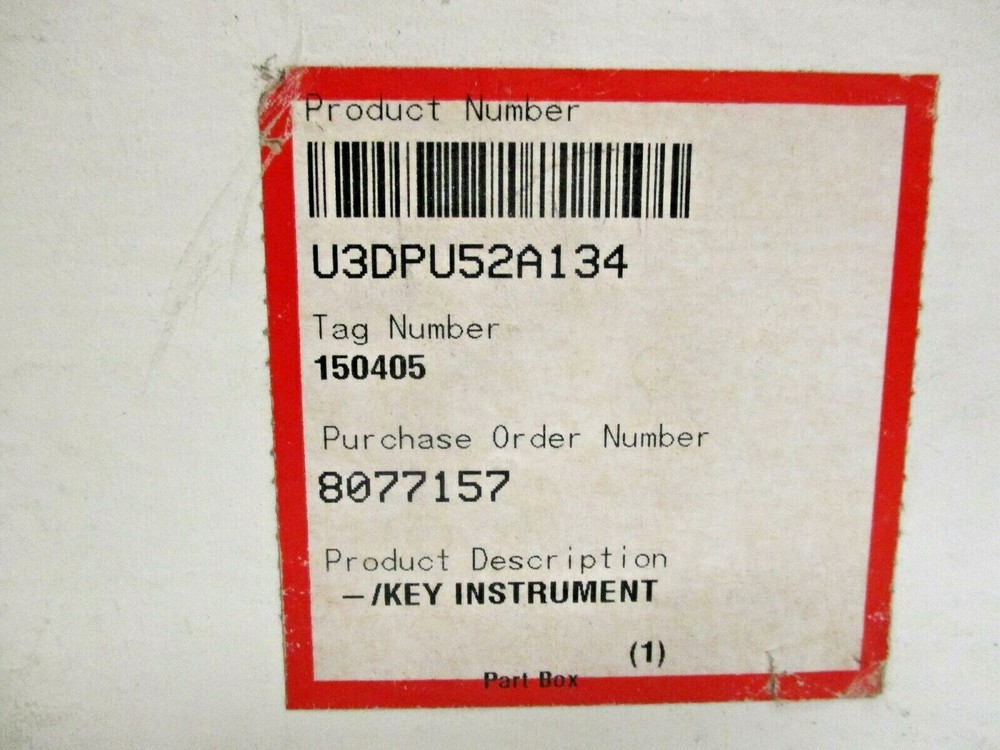 Product Number
U3DPU52A134
Tag Number
150405
Purchase Order Number
8077157
Product Description
–/KEY INSTRUMENT
(1)
Part Box